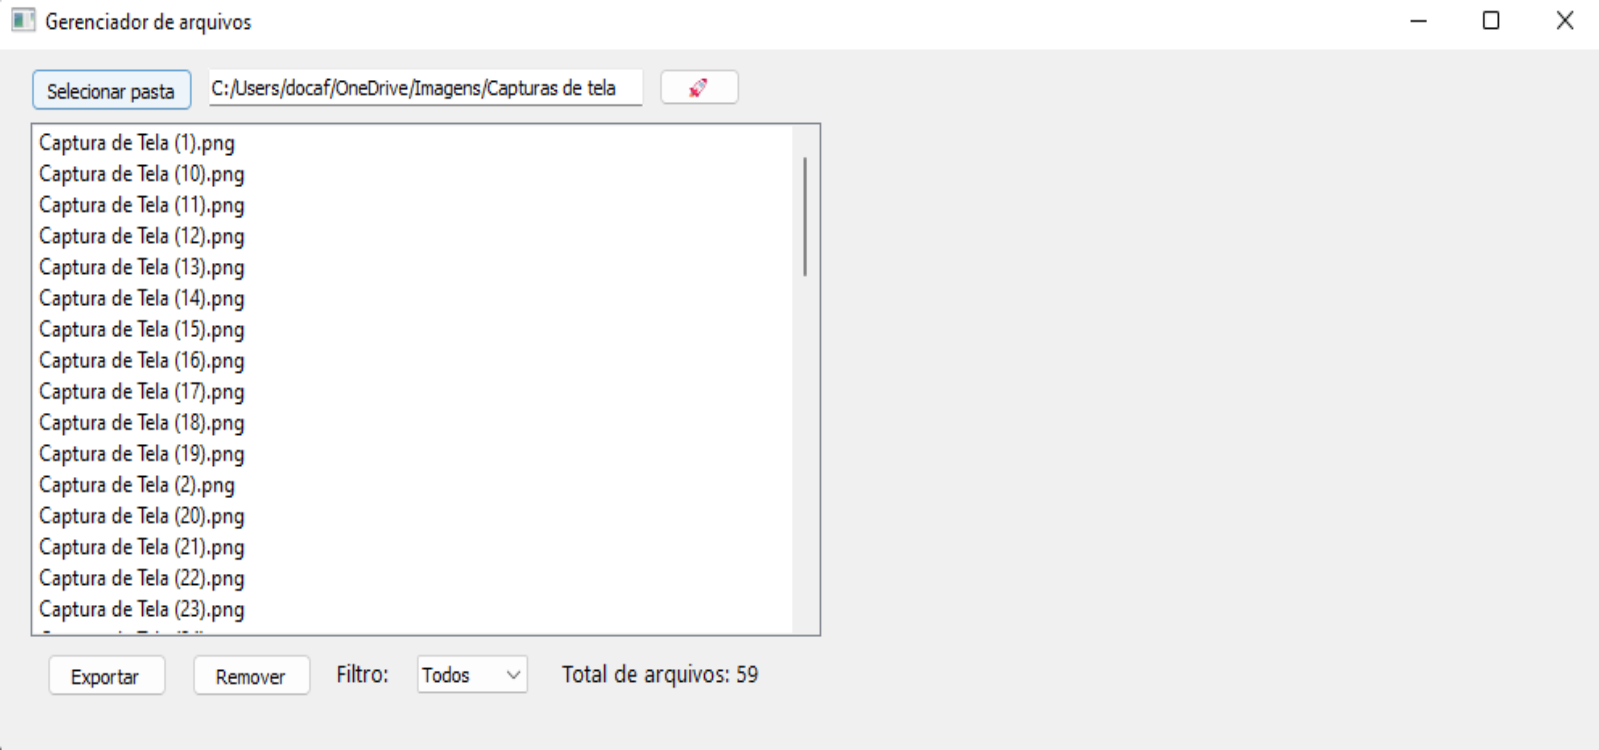 Gerenciador de arquivos
Selecionar pasta C:/Users/docaf/OneDrive/Imagens/Capturas de tela
Captura de Tela (1).png
Captura de Tela (10).png
Captura de Tela (11).png
Captura de Tela (12).png
Captura de Tela (13).png
Captura de Tela (14).png
Captura de Tela (15).png
Captura de Tela (16).png
Captura de Tela (17).png
Captura de Tela (18).png
Captura de Tela (19).png
Captura de Tela (2).png
Captura de Tela (20).png
Captura de Tela (21).png
Captura de Tela (22).png
Captura de Tela (23).png
Exportar Remover Filtro: Todos Total de arquivos: 59